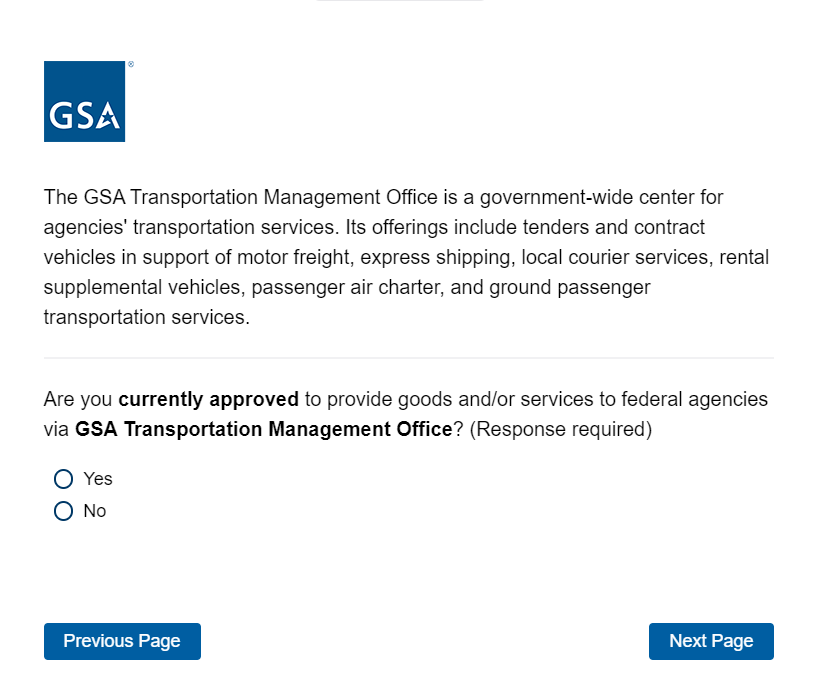 GSA®
The GSA Transportation Management Office is a government-wide center for
agencies' transportation services. Its offerings include tenders and contract
vehicles in support of motor freight, express shipping, local courier services, rental
supplemental vehicles, passenger air charter, and ground passenger
transportation services.
Are you currently approved to provide goods and/or services to federal agencies
via GSA Transportation Management Office? (Response required)
Yes
No
Previous Page
Next Page